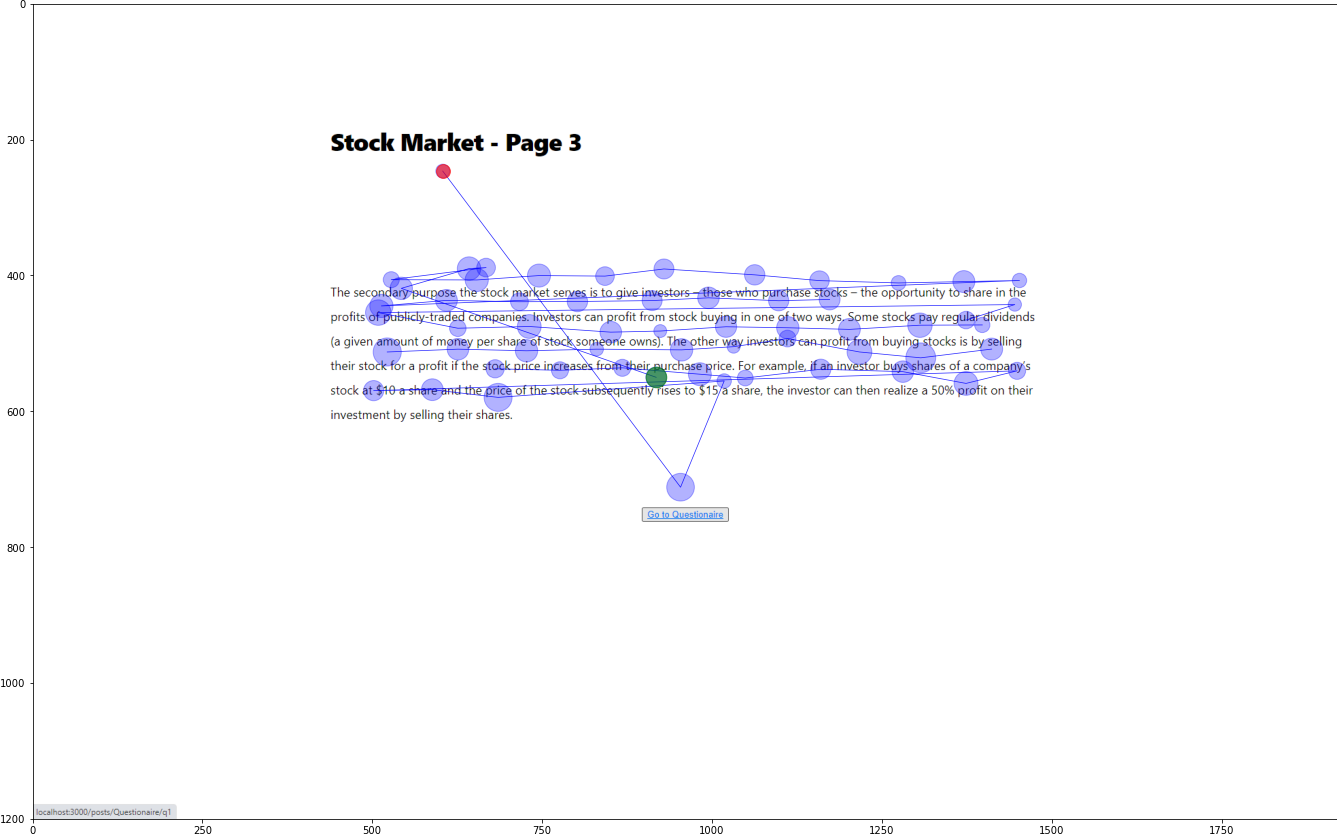 0
200
Stock Market - Page 3
400
The secondary purpose the stock market serves is to give investors – those who purchase stocks – the opportunity to share in the
profits of publicly-traded companies. Investors can profit from stock buying in one of two ways. Some stocks pay regular dividends
(a given amount of money per share of stock someone owns). The other way investors can profit from buying stocks is by selling
their stock for a profit if the stock price increases from their purchase price. For example, if an investor buys shares of a company's
stock at $10 a share and the price of the stock subsequently rises to $15 a share, the investor can then realize a 50% profit on their
600
investment by selling their shares.
Go to Questionaire
800
1000
localhost:3000/posts/Questionaire/q1
1200
0 250 500 750 1000 1250 1500 1750